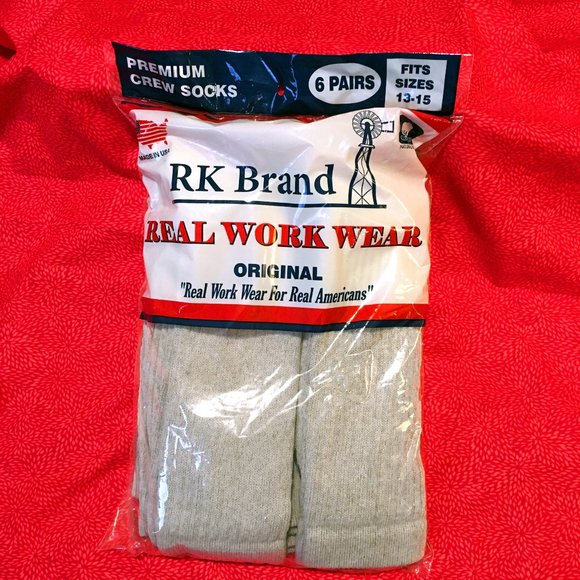 PREMIUM
CREW SOCKS
6 PAIRS
FITS
SIZES
13-15
MADE IN USA
RK Brand
REAL WORK WEAR
ORIGINAL
"Real Work Wear For Real Americans"